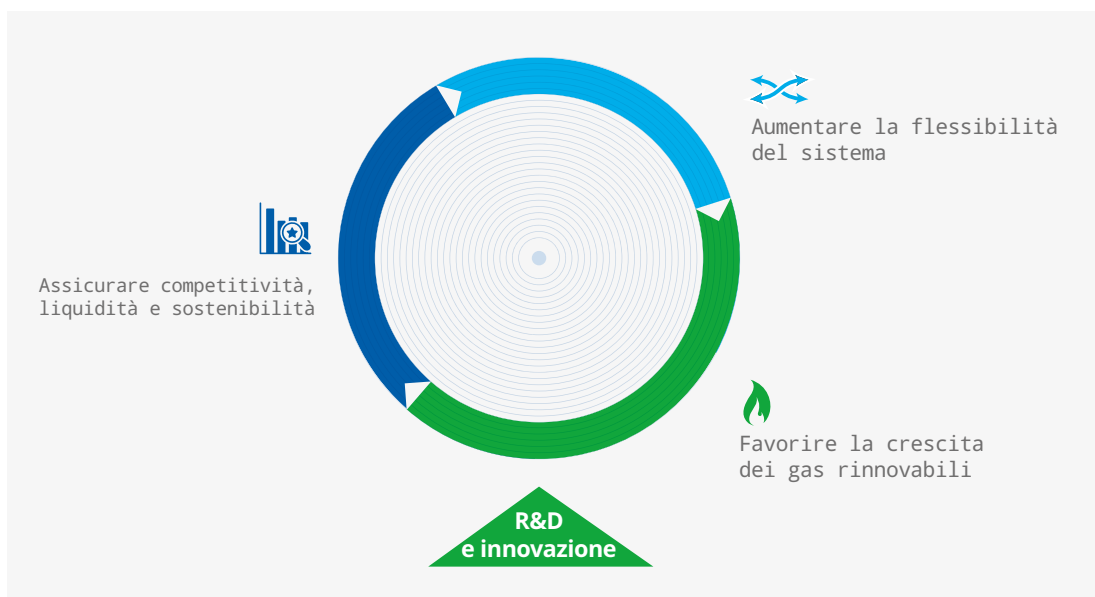 Aumentare la flessibilità
del sistema
Assicurare competitività,
liquidità e sostenibilità
Favorire la crescita
dei gas rinnovabili
R&D
e innovazione